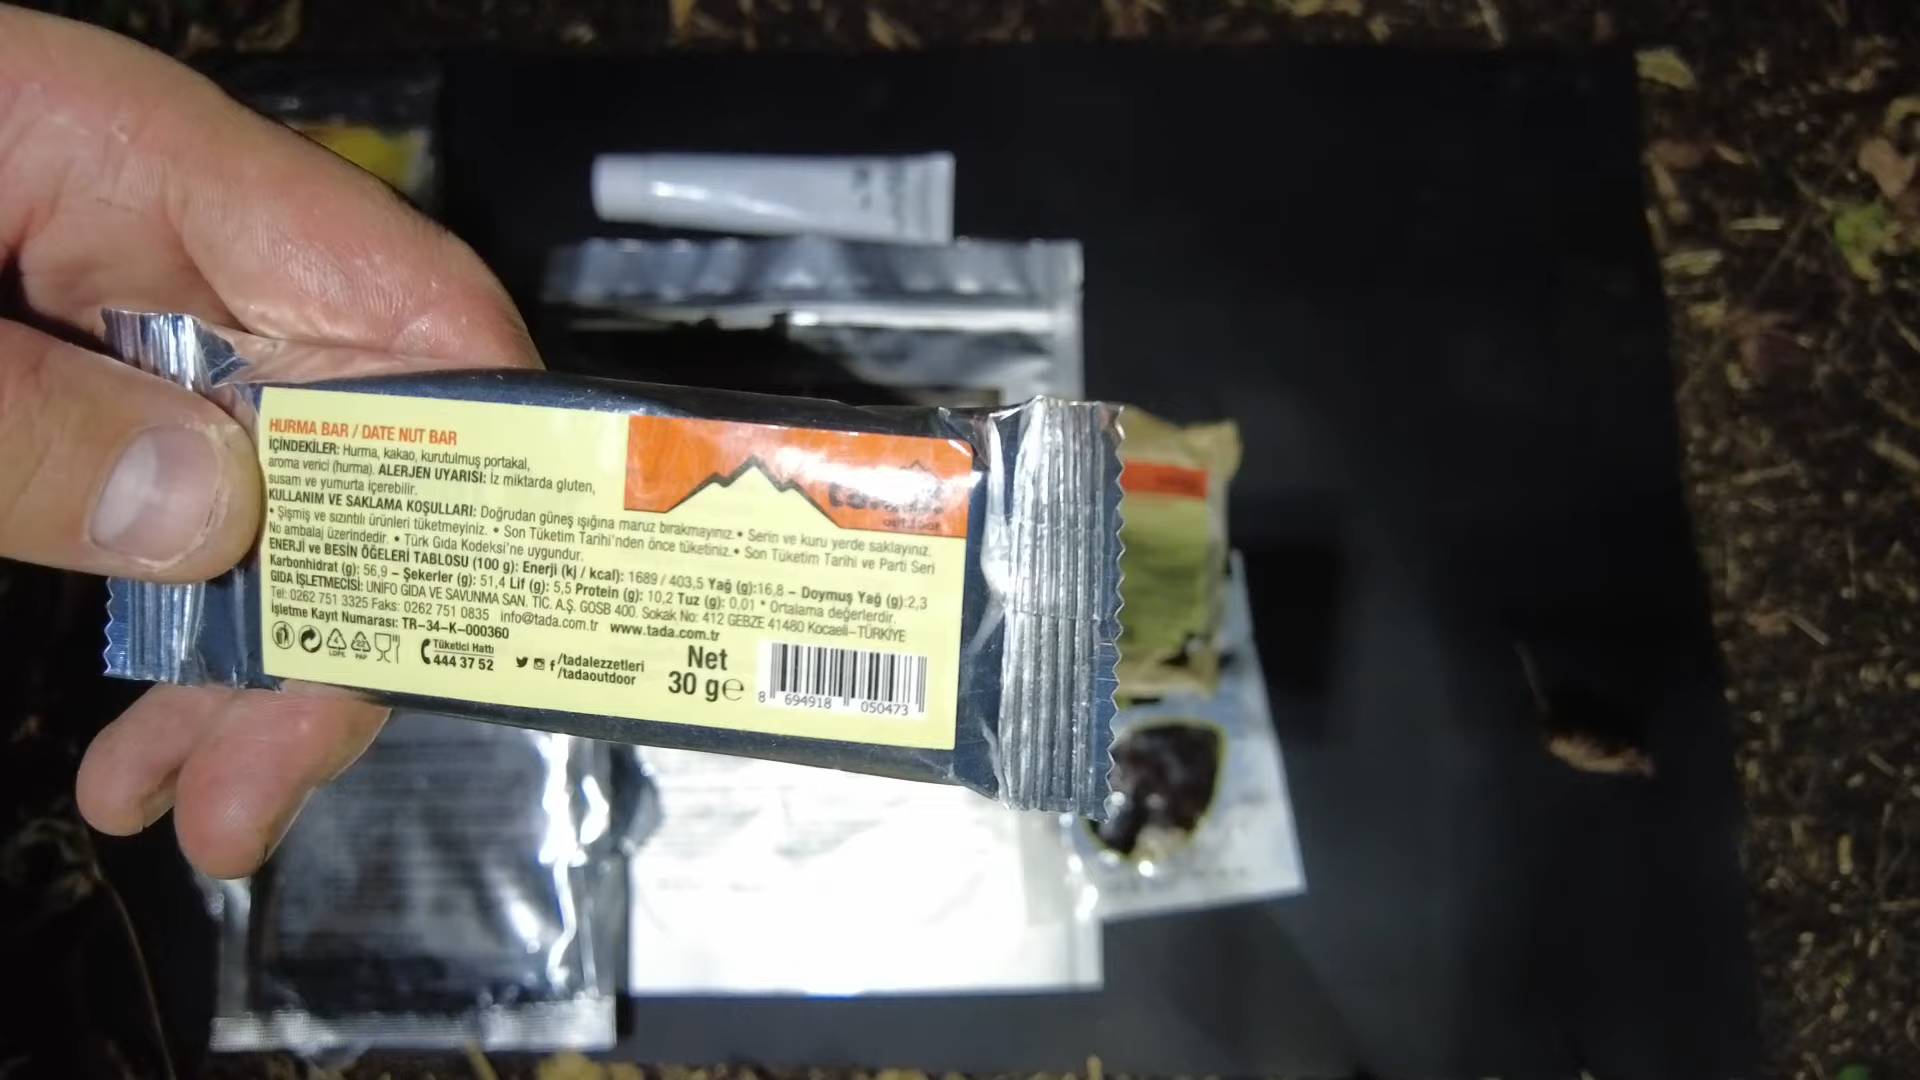 HURMA BAR / DATE NUT BAR
İÇİNDEKİLER: Hurma, kakao, kurutulmuş portakal,
aroma verici (hurma). ALERJEN UYARISI: İz miktarda gluten,
susam ve yumurta içerebilir.
KULLANIM VE SAKLAMA KOŞULLARI: Doğrudan güneş ışığına maruz bırakmayınız. • Serin ve kuru yerde saklayınız.
• Şişmiş ve sızıntılı ürünleri tüketmeyiniz. • Son Tüketim Tarihi'nden önce tüketiniz. • Son Tüketim Tarihi ve Parti Seri
No ambalaj üzerindedir. • Türk Gıda Kodeksi'ne uygundur.
ENERJİ ve BESİN ÖĞELERİ TABLOSU (100 g): Enerji (kj / kcal): 1689 / 403,5 Yağ (g):16,8 – Doymuş Yağ (g):2,3
Karbonhidrat (g): 56,9 – Şekerler (g): 51,4 Lif (g): 5,5 Protein (g): 10,2 Tuz (g): 0,01 * Ortalama değerlerdir.
GIDA İŞLETMECİSİ: UNİFO GIDA VE SAVUNMA SAN. TİC. A.Ş. GOSB 400. Sokak No: 412 GEBZE 41480 Kocaeli–TÜRKİYE
Tel: 0262 751 3325 Faks: 0262 751 0835 info@tada.com.tr www.tada.com.tr
İşletme Kayıt Numarası: TR–34–K–000360
Tüketici Hattı
444 37 52
/tadalezzetleri
/tadaoutdoor
Net
30 g e
8 694918 050473
outdoor